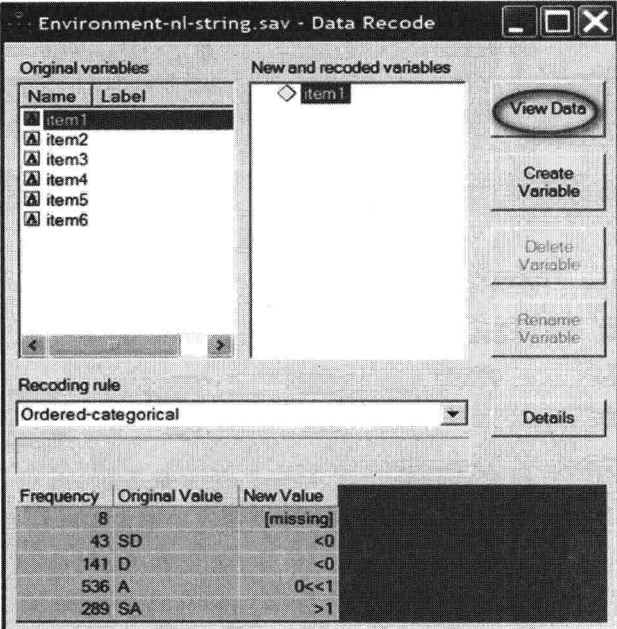 Environment-nl-string.sav - Data Recode
Original variables
New and recoded variables
Name Label
item1
item2
item3
item4
item5
item6
item1
View Data
Create
Variable
Delete
Variable
Rename
Variable
Recoding rule
Ordered-categorical
Details
Frequency Original Value New Value
8 [missing]
43 SD <0
141 D <0
536 A 0<<1
289 SA >1